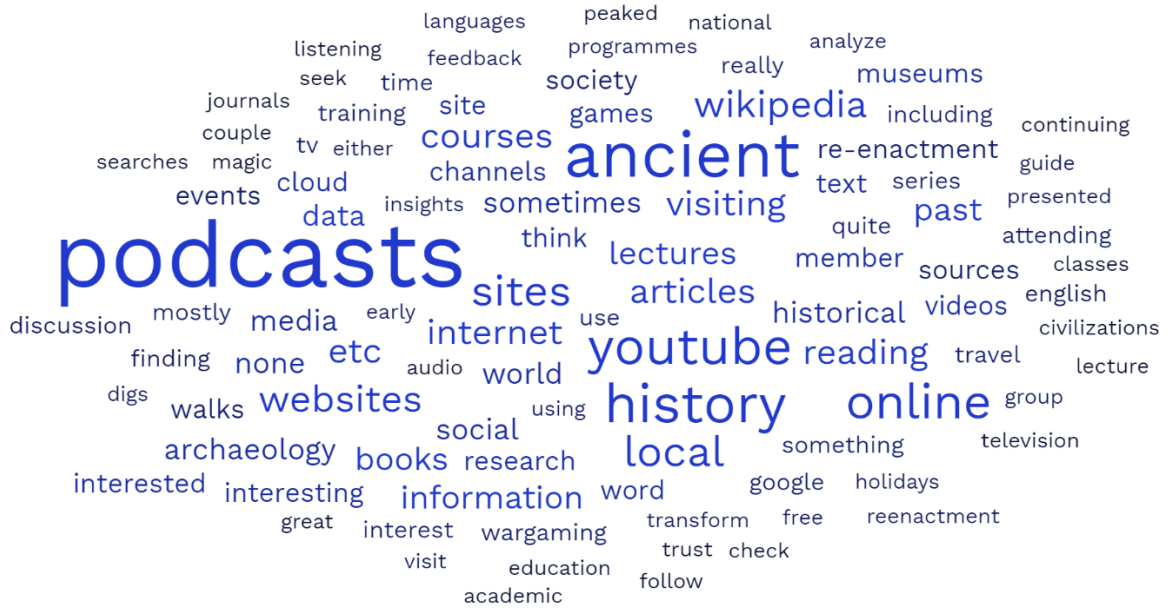 languages peaked national
listening feedback programmes analyze
seek time society really museums
journals training site games wikipedia including continuing
couple tv either courses ancient re-enactment guide
searches magic channels text series presented
events cloud data insights sometimes visiting past
podcasts think lectures quite member attending
sites articles sources classes
discussion mostly media early internet use historical videos english civilizations
finding none etc audio world youtube reading travel lecture
digs walks websites using history online group
archaeology social local something television
interested books research
interesting information word google holidays
great interest wargaming transform free reenactment
visit education trust check
academic follow